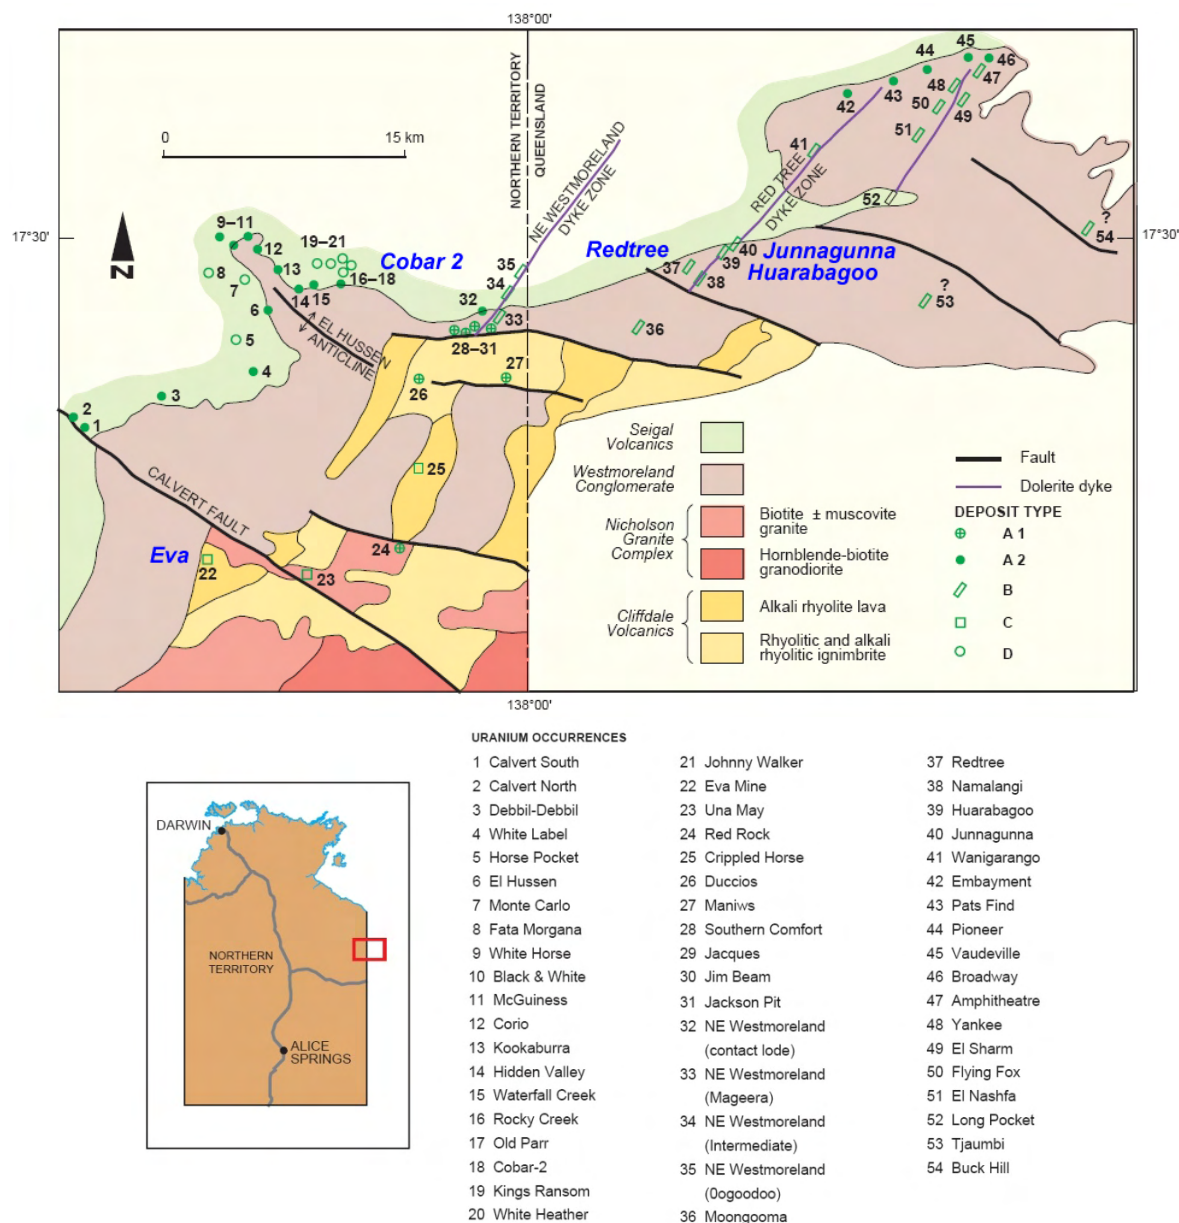 138°00'
0 15 km
NORTHERN TERRITORY
QUEENSLAND
NE WESTMORELAND
DYKE ZONE
RED TREE
DYKE ZONE
45
44
46
47
48
43
42
50
49
51
41
52
?
54
17°30'
17°30'
N
9–11
12
19–21
8
13
7
14
15
16–18
Cobar 2
35
34
32
33
Redtree
Junnagunna
Huarabagoo
37
39
38
?
53
6
5
EL HUSSEN
ANTICLINE
28–31
36
27
26
4
3
2
1
25
CALVERT FAULT
Eva
24
22
23
Seigal
Volcanics
Westmoreland
Conglomerate
Nicholson
Granite
Complex
Biotite ± muscovite
granite
Hornblende-biotite
granodiorite
Cliffdale
Volcanics
Alkali rhyolite lava
Rhyolitic and alkali
rhyolitic ignimbrite
Fault
Dolerite dyke
DEPOSIT TYPE
A 1
A 2
B
C
D
138°00'
DARWIN
NORTHERN
TERRITORY
ALICE
SPRINGS
URANIUM OCCURRENCES
1 Calvert South
2 Calvert North
3 Debbil-Debbil
4 White Label
5 Horse Pocket
6 El Hussen
7 Monte Carlo
8 Fata Morgana
9 White Horse
10 Black & White
11 McGuiness
12 Corio
13 Kookaburra
14 Hidden Valley
15 Waterfall Creek
16 Rocky Creek
17 Old Parr
18 Cobar-2
19 Kings Ransom
20 White Heather
21 Johnny Walker
22 Eva Mine
23 Una May
24 Red Rock
25 Crippled Horse
26 Duccios
27 Maniws
28 Southern Comfort
29 Jacques
30 Jim Beam
31 Jackson Pit
32 NE Westmoreland
(contact lode)
33 NE Westmoreland
(Mageera)
34 NE Westmoreland
(Intermediate)
35 NE Westmoreland
(0ogoodoo)
36 Moongooma
37 Redtree
38 Namalangi
39 Huarabagoo
40 Junnagunna
41 Wanigarango
42 Embayment
43 Pats Find
44 Pioneer
45 Vaudeville
46 Broadway
47 Amphitheatre
48 Yankee
49 El Sharm
50 Flying Fox
51 El Nashfa
52 Long Pocket
53 Tjaumbi
54 Buck Hill